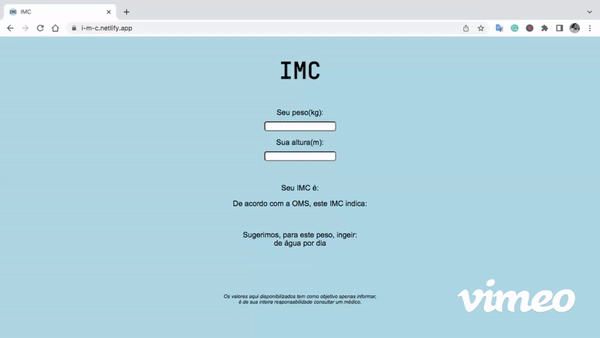 IMC
i-m-c.netlify.app
IMC
Seu peso(kg):
Sua altura(m):
Seu IMC é:
De acordo com a OMS, este IMC indica:
Sugerimos, para este peso, ingeir:
de água por dia
Os valores aqui disponibilizados tem como objetivo apenas informar,
é de sua inteira responsabilidade consultar um médico.
vimeo